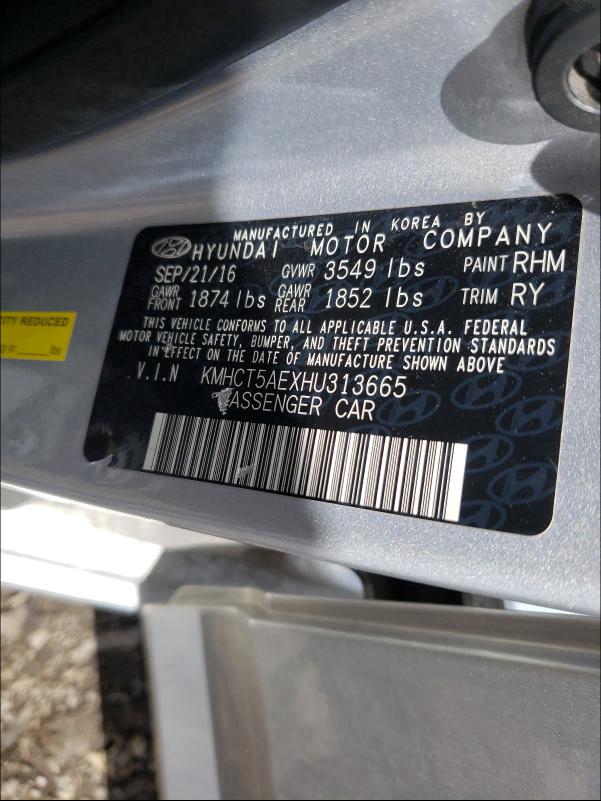 MANUFACTURED IN KOREA BY
HYUNDAI MOTOR COMPANY
SEP/21/16 GVWR 3549 lbs PAINT RHM
GAWR FRONT 1874 lbs GAWR REAR 1852 lbs TRIM RY
THIS VEHICLE CONFORMS TO ALL APPLICABLE U.S.A. FEDERAL
MOTOR VEHICLE SAFETY, BUMPER, AND THEFT PREVENTION STANDARDS
IN EFFECT ON THE DATE OF MANUFACTURE SHOWN ABOVE
V.I.N KMHCT5AEXHU313665
PASSENGER CAR
CITY REDUCED
lbs